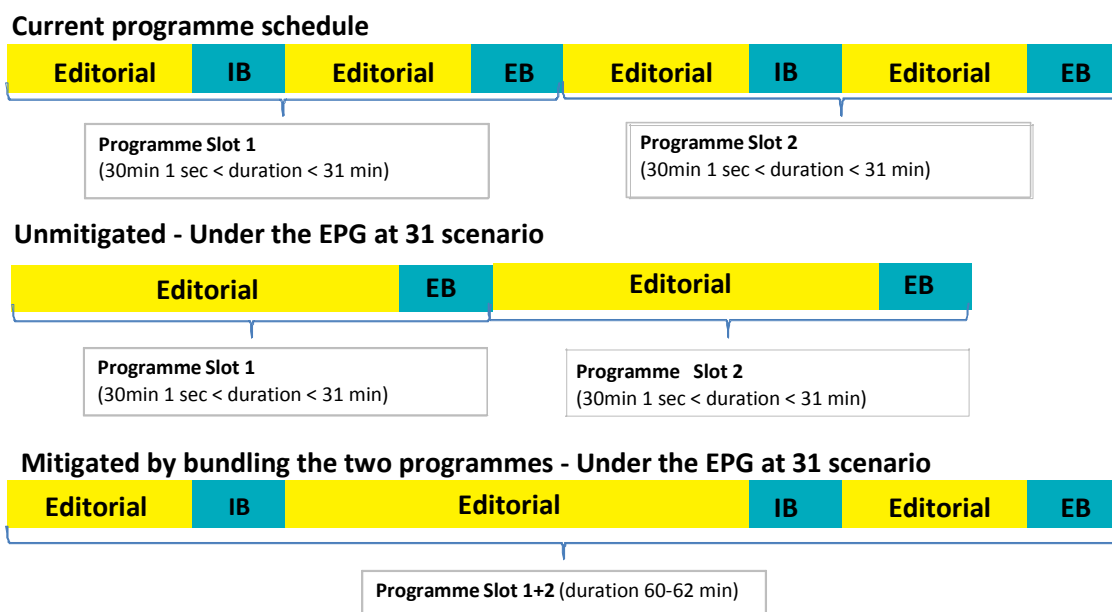 Current programme schedule
Editorial IB Editorial EB Editorial IB Editorial EB
Programme Slot 1
(30min 1 sec < duration < 31 min)
Programme Slot 2
(30min 1 sec < duration < 31 min)
Unmitigated - Under the EPG at 31 scenario
Editorial EB Editorial EB
Programme Slot 1
(30min 1 sec < duration < 31 min)
Programme Slot 2
(30min 1 sec < duration < 31 min)
Mitigated by bundling the two programmes - Under the EPG at 31 scenario
Editorial IB Editorial IB Editorial EB
Programme Slot 1+2 (duration 60-62 min)